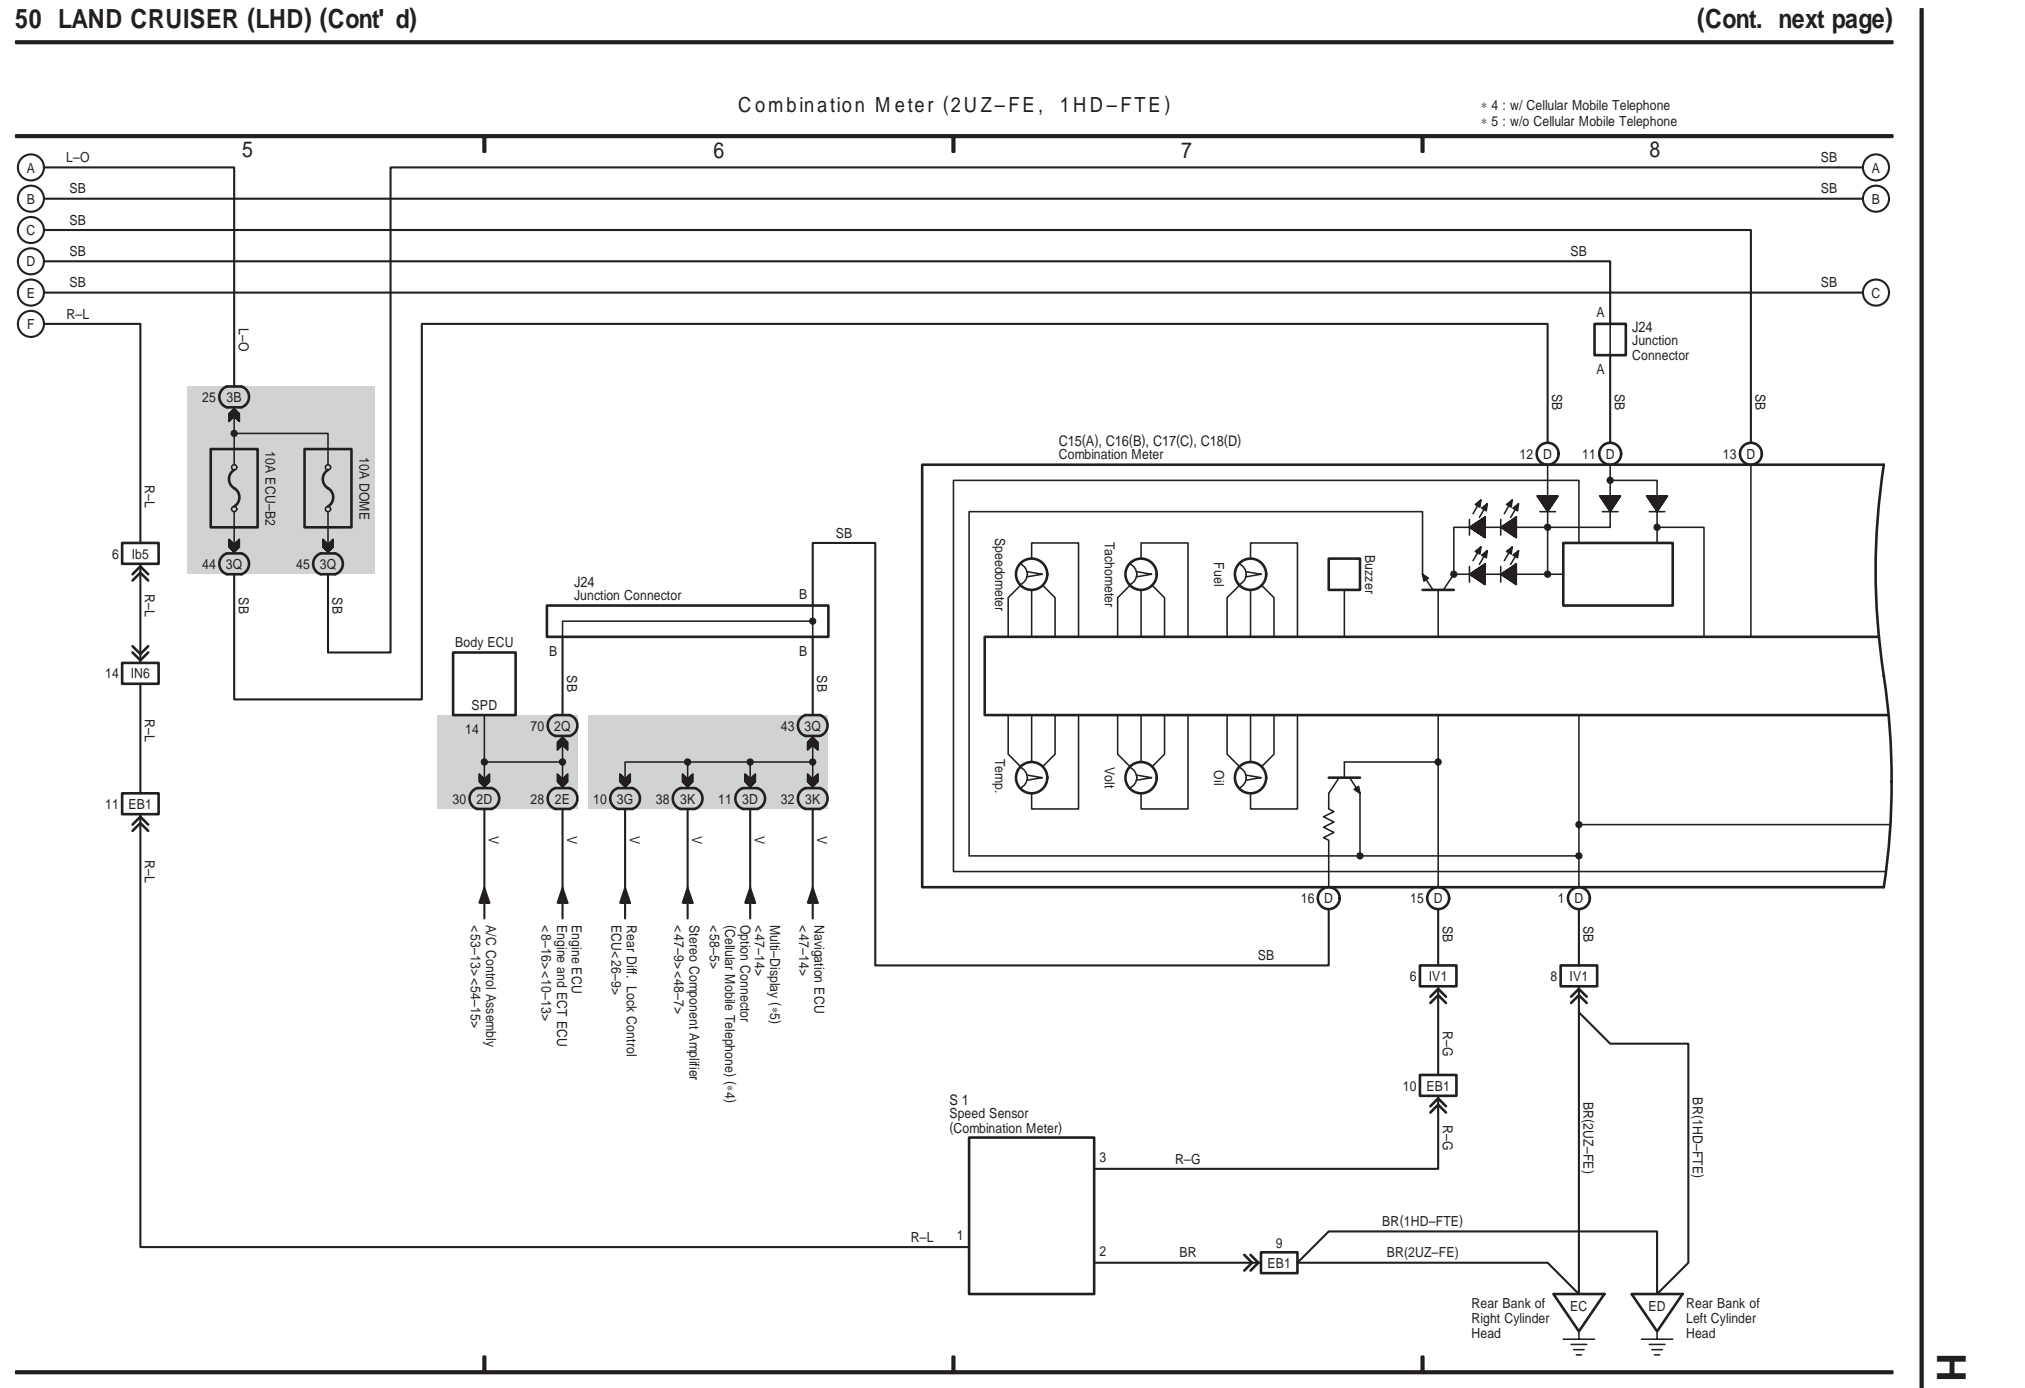 50 LAND CRUISER (LHD) (Cont' d)
(Cont. next page)
Combination Meter (2UZ–FE, 1HD–FTE)
* 4 : w/ Cellular Mobile Telephone
* 5 : w/o Cellular Mobile Telephone
5
6
7
8
A
L–O
SB
A
B
SB
SB
B
C
SB
D
SB
SB
E
SB
SB
C
F
R–L
L–O
A
J24
Junction
Connector
A
25
3B
SB
SB
SB
C15(A), C16(B), C17(C), C18(D)
Combination Meter
12
D
11
D
13
D
10A ECU–B2
10A DOME
R–L
6
Ib5
44
3Q
45
3Q
SB
SB
R–L
SB
Speedometer
Tachometer
Fuel
Buzzer
J24
Junction Connector
B
B
B
Body ECU
SPD
14
14
IN6
SB
SB
70
2Q
43
3Q
R–L
Temp.
Volt
Oil
11
EB1
30
2D
28
2E
10
3G
38
3K
11
3D
32
3K
V
V
V
V
V
V
R–L
16
D
15
D
1
D
A/C Control Assembly
<53–13><54–15>
Engine ECU
Engine and ECT ECU
<8–16><10–13>
Rear Diff. Lock Control
ECU<26–9>
Stereo Component Amplifier
<47–9><48–7>
Multi–Display (*5)
<47–14>
Option Connector
(Cellular Mobile Telephone) (*4)
<58–5>
Navigation ECU
<47–14>
SB
SB
SB
6
IV1
8
IV1
R–G
10
EB1
R–G
BR(2UZ–FE)
BR(1HD–FTE)
S 1
Speed Sensor
(Combination Meter)
3
R–G
R–L
1
2
BR
9
EB1
BR(1HD–FTE)
BR(2UZ–FE)
Rear Bank of
Right Cylinder
Head
EC
ED
Rear Bank of
Left Cylinder
Head
H